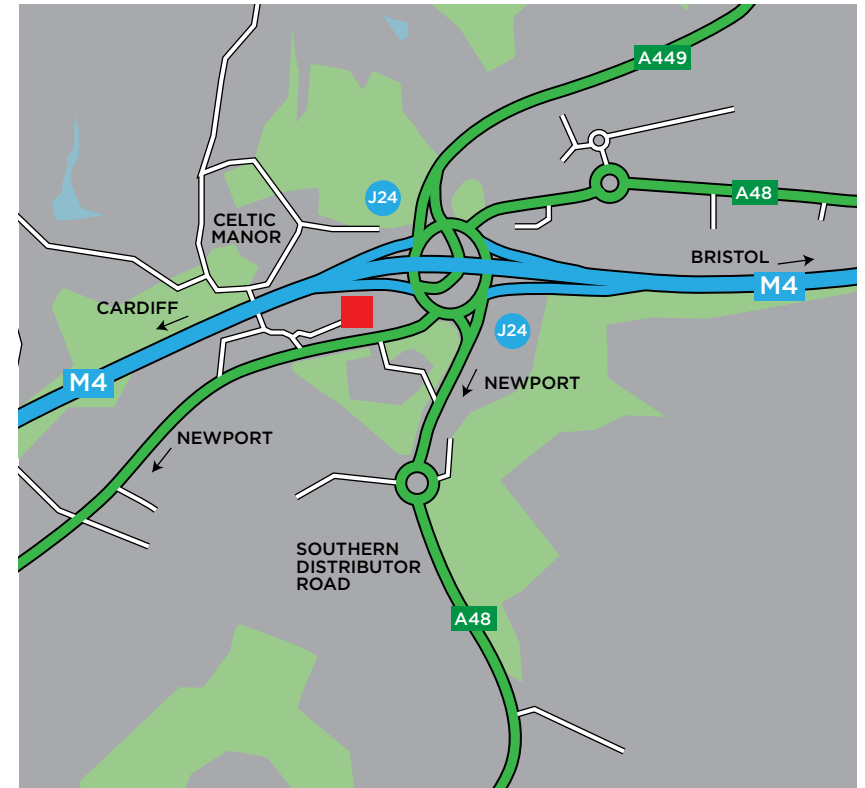 A449
A48
J24
CELTIC
MANOR
BRISTOL
M4
CARDIFF
J24
M4
NEWPORT
NEWPORT
SOUTHERN
DISTRIBUTOR
ROAD
A48